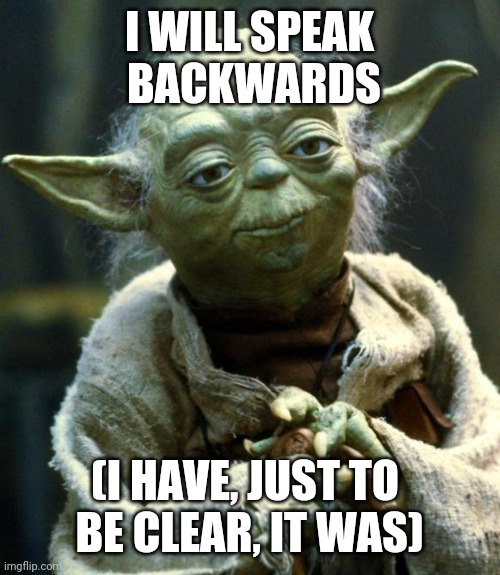 I WILL SPEAK
BACKWARDS
(I HAVE, JUST TO
BE CLEAR, IT WAS)
imgflip.com